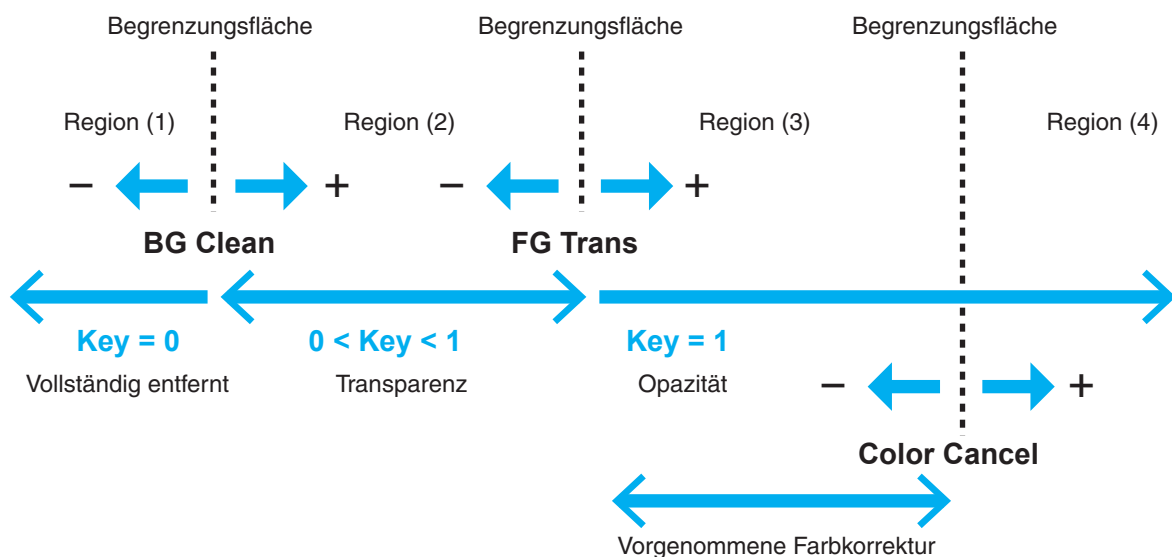 Begrenzungsfläche Begrenzungsfläche Begrenzungsfläche
Region (1) Region (2) Region (3) Region (4)
− + − +
BG Clean FG Trans
Key = 0 0 < Key < 1 Key = 1
Vollständig entfernt Transparenz Opazität
− +
Color Cancel
Vorgenommene Farbkorrektur